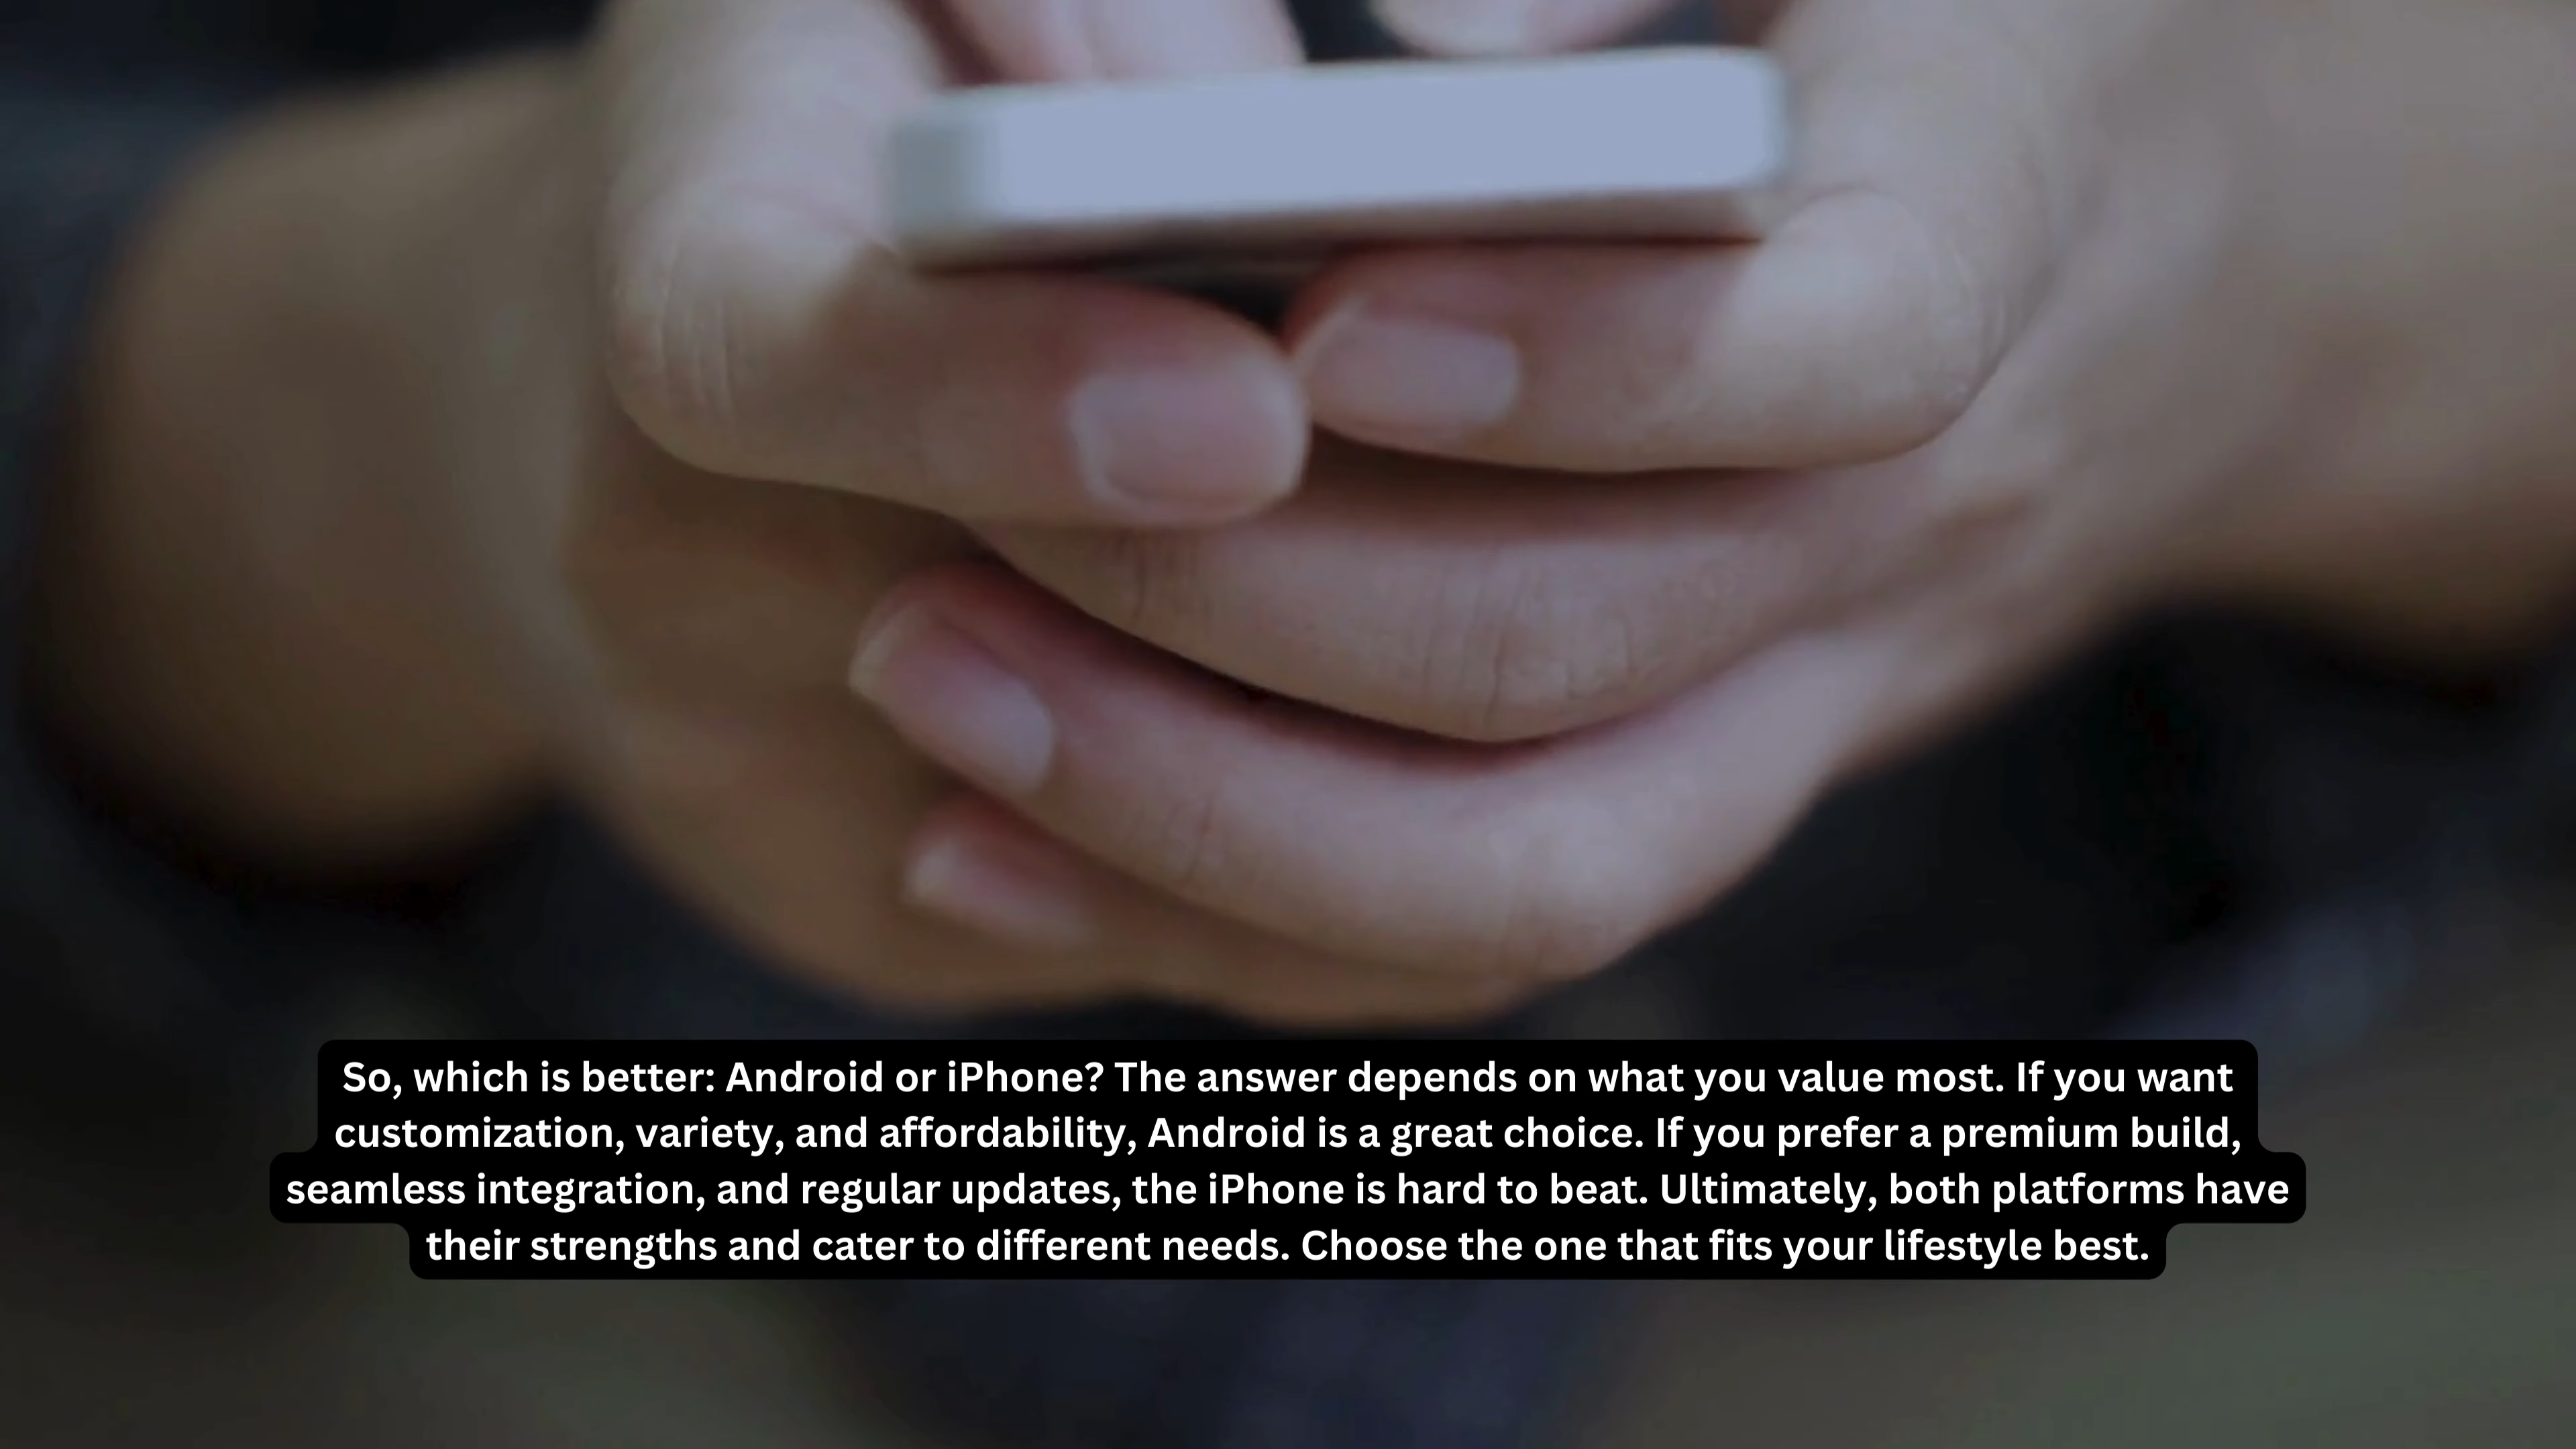 So, which is better: Android or iPhone? The answer depends on what you value most. If you want
customization, variety, and affordability, Android is a great choice. If you prefer a premium build,
seamless integration, and regular updates, the iPhone is hard to beat. Ultimately, both platforms have
their strengths and cater to different needs. Choose the one that fits your lifestyle best.